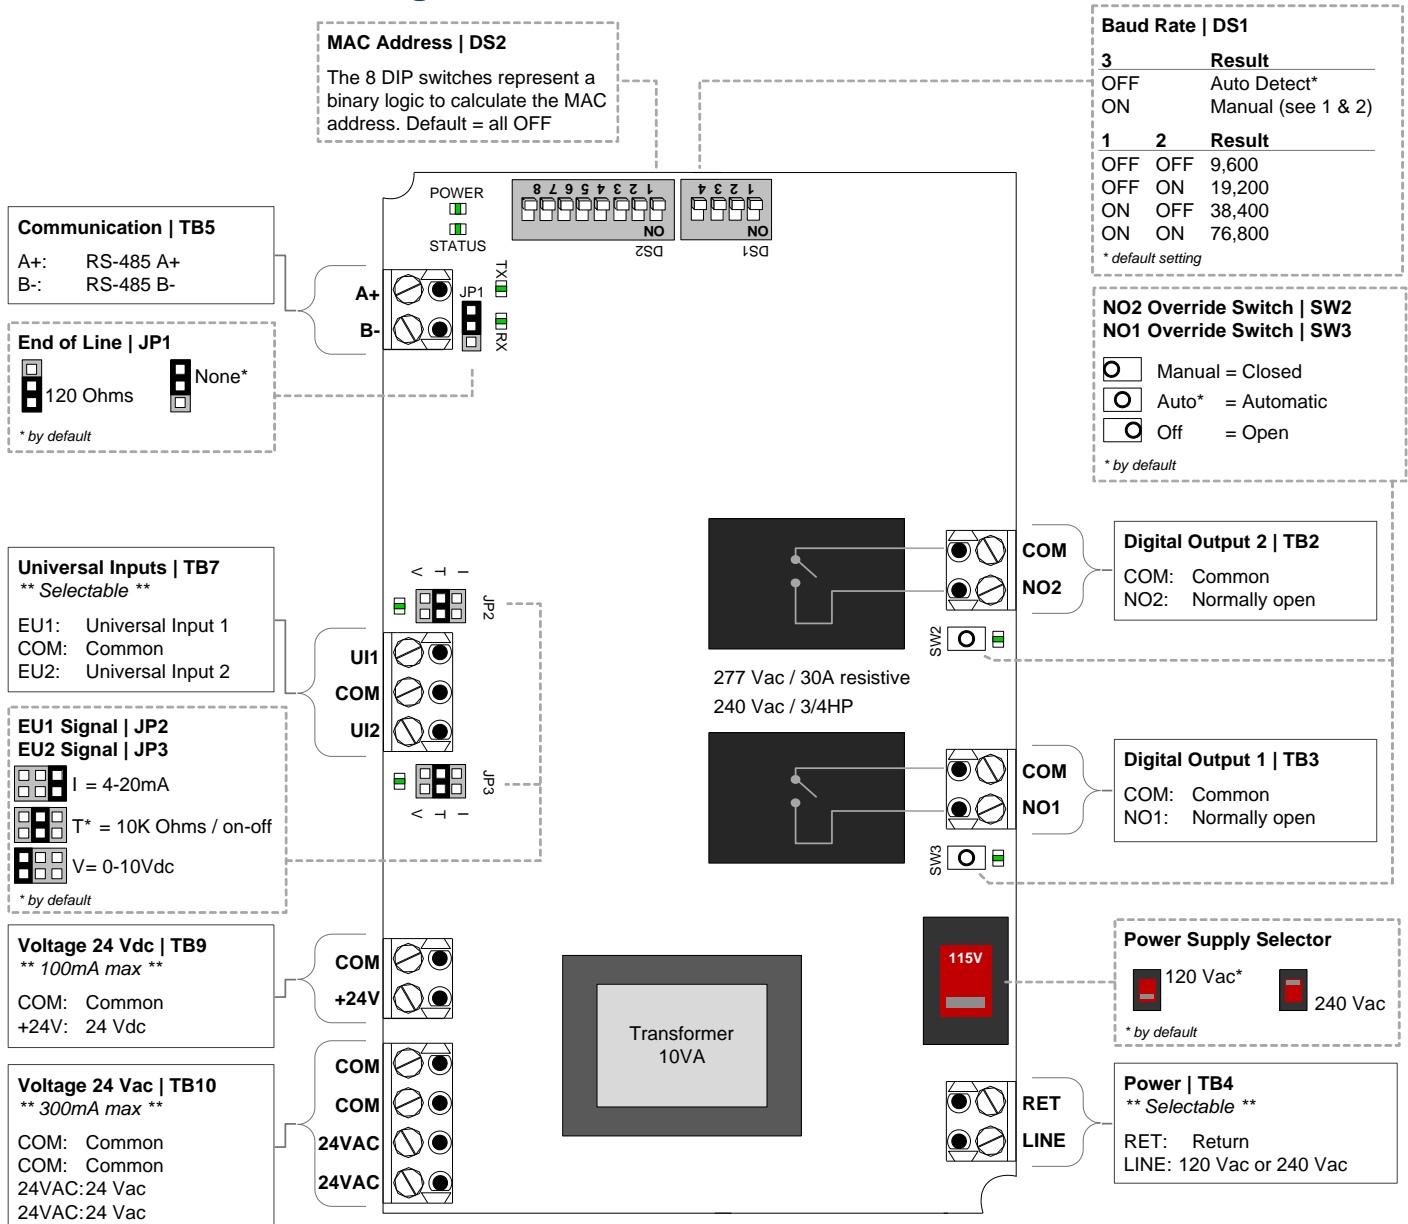 MAC Address | DS2
The 8 DIP switches represent a
binary logic to calculate the MAC
address. Default = all OFF
Baud Rate | DS1
3 Result
OFF Auto Detect*
ON Manual (see 1 & 2)
1 2 Result
OFF OFF 9,600
OFF ON 19,200
ON OFF 38,400
ON ON 76,800
* default setting
POWER
STATUS
8 7 6 5 4 3 2 1
ON
DS2
4 3 2 1
ON
DS1
Communication | TB5
A+: RS-485 A+
B-: RS-485 B-
A+
B-
JP1
TX
RX
End of Line | JP1
120 Ohms
None*
* by default
NO2 Override Switch | SW2
NO1 Override Switch | SW3
Manual = Closed
Auto* = Automatic
Off = Open
* by default
Universal Inputs | TB7
** Selectable **
EU1: Universal Input 1
COM: Common
EU2: Universal Input 2
V T I
JP2
UI1
COM
UI2
JP3
V T I
EU1 Signal | JP2
EU2 Signal | JP3
I = 4-20mA
T* = 10K Ohms / on-off
V= 0-10Vdc
* by default
COM
NO2
SW2
Digital Output 2 | TB2
COM: Common
NO2: Normally open
277 Vac / 30A resistive
240 Vac / 3/4HP
COM
NO1
SW3
Digital Output 1 | TB3
COM: Common
NO1: Normally open
Voltage 24 Vdc | TB9
** 100mA max **
COM: Common
+24V: 24 Vdc
COM
+24V
Transformer
10VA
115V
Power Supply Selector
120 Vac*
240 Vac
* by default
Voltage 24 Vac | TB10
** 300mA max **
COM: Common
COM: Common
24VAC: 24 Vac
24VAC: 24 Vac
COM
COM
24VAC
24VAC
RET
LINE
Power | TB4
** Selectable **
RET: Return
LINE: 120 Vac or 240 Vac